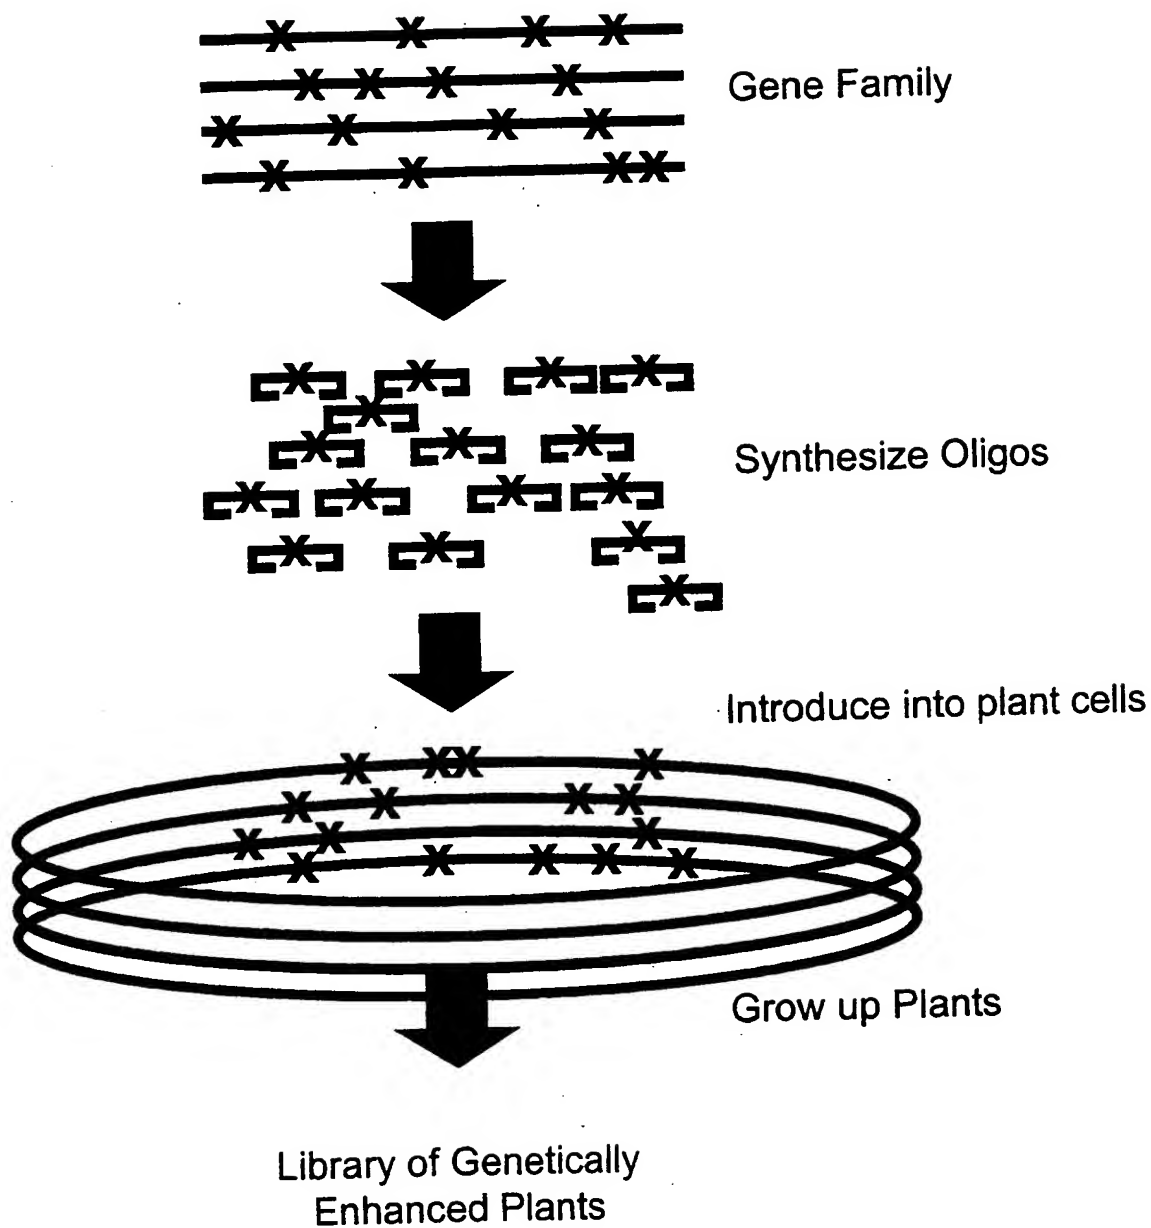 Gene Family
Synthesize Oligos
Introduce into plant cells
Grow up Plants
Library of Genetically
Enhanced Plants